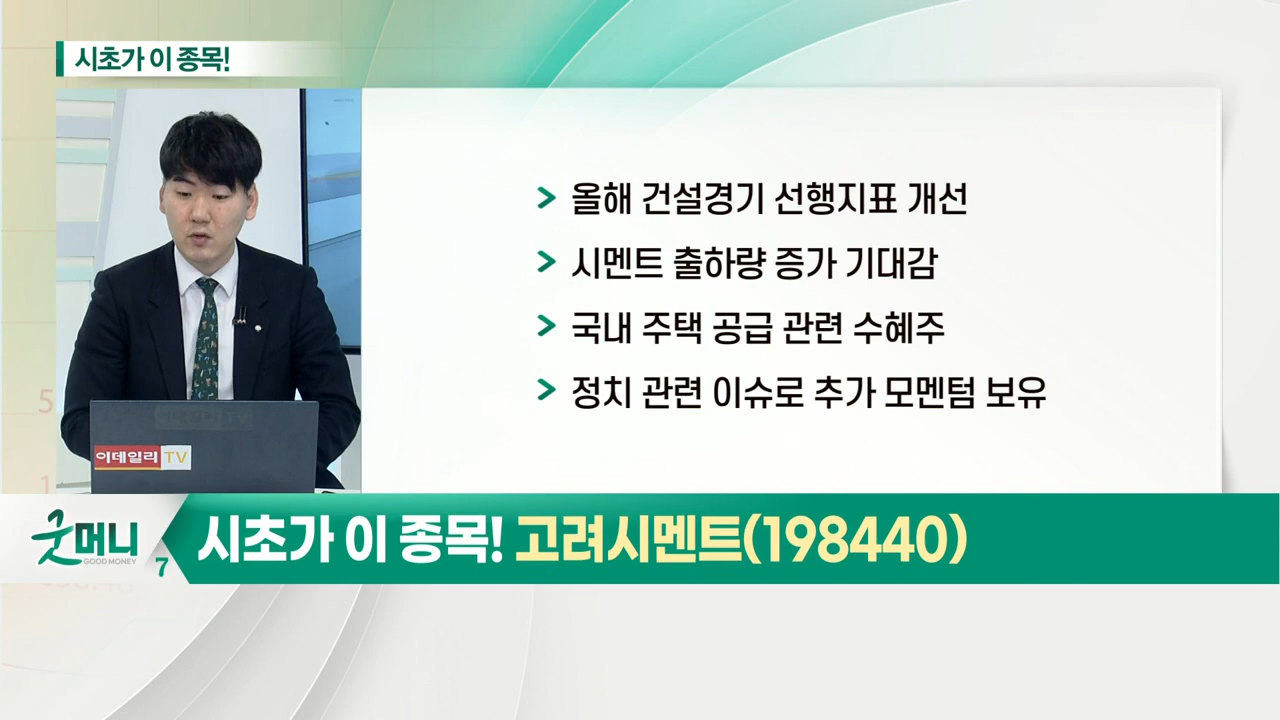 시초가 이 종목!
> 올해 건설경기 선행지표 개선
> 시멘트 출하량 증가 기대감
> 국내 주택 공급 관련 수혜주
> 정치 관련 이슈로 추가 모멘텀 보유
이데일리 TV
굿머니
GOOD MONEY
7
시초가 이 종목! 고려시멘트(198440)
5
1